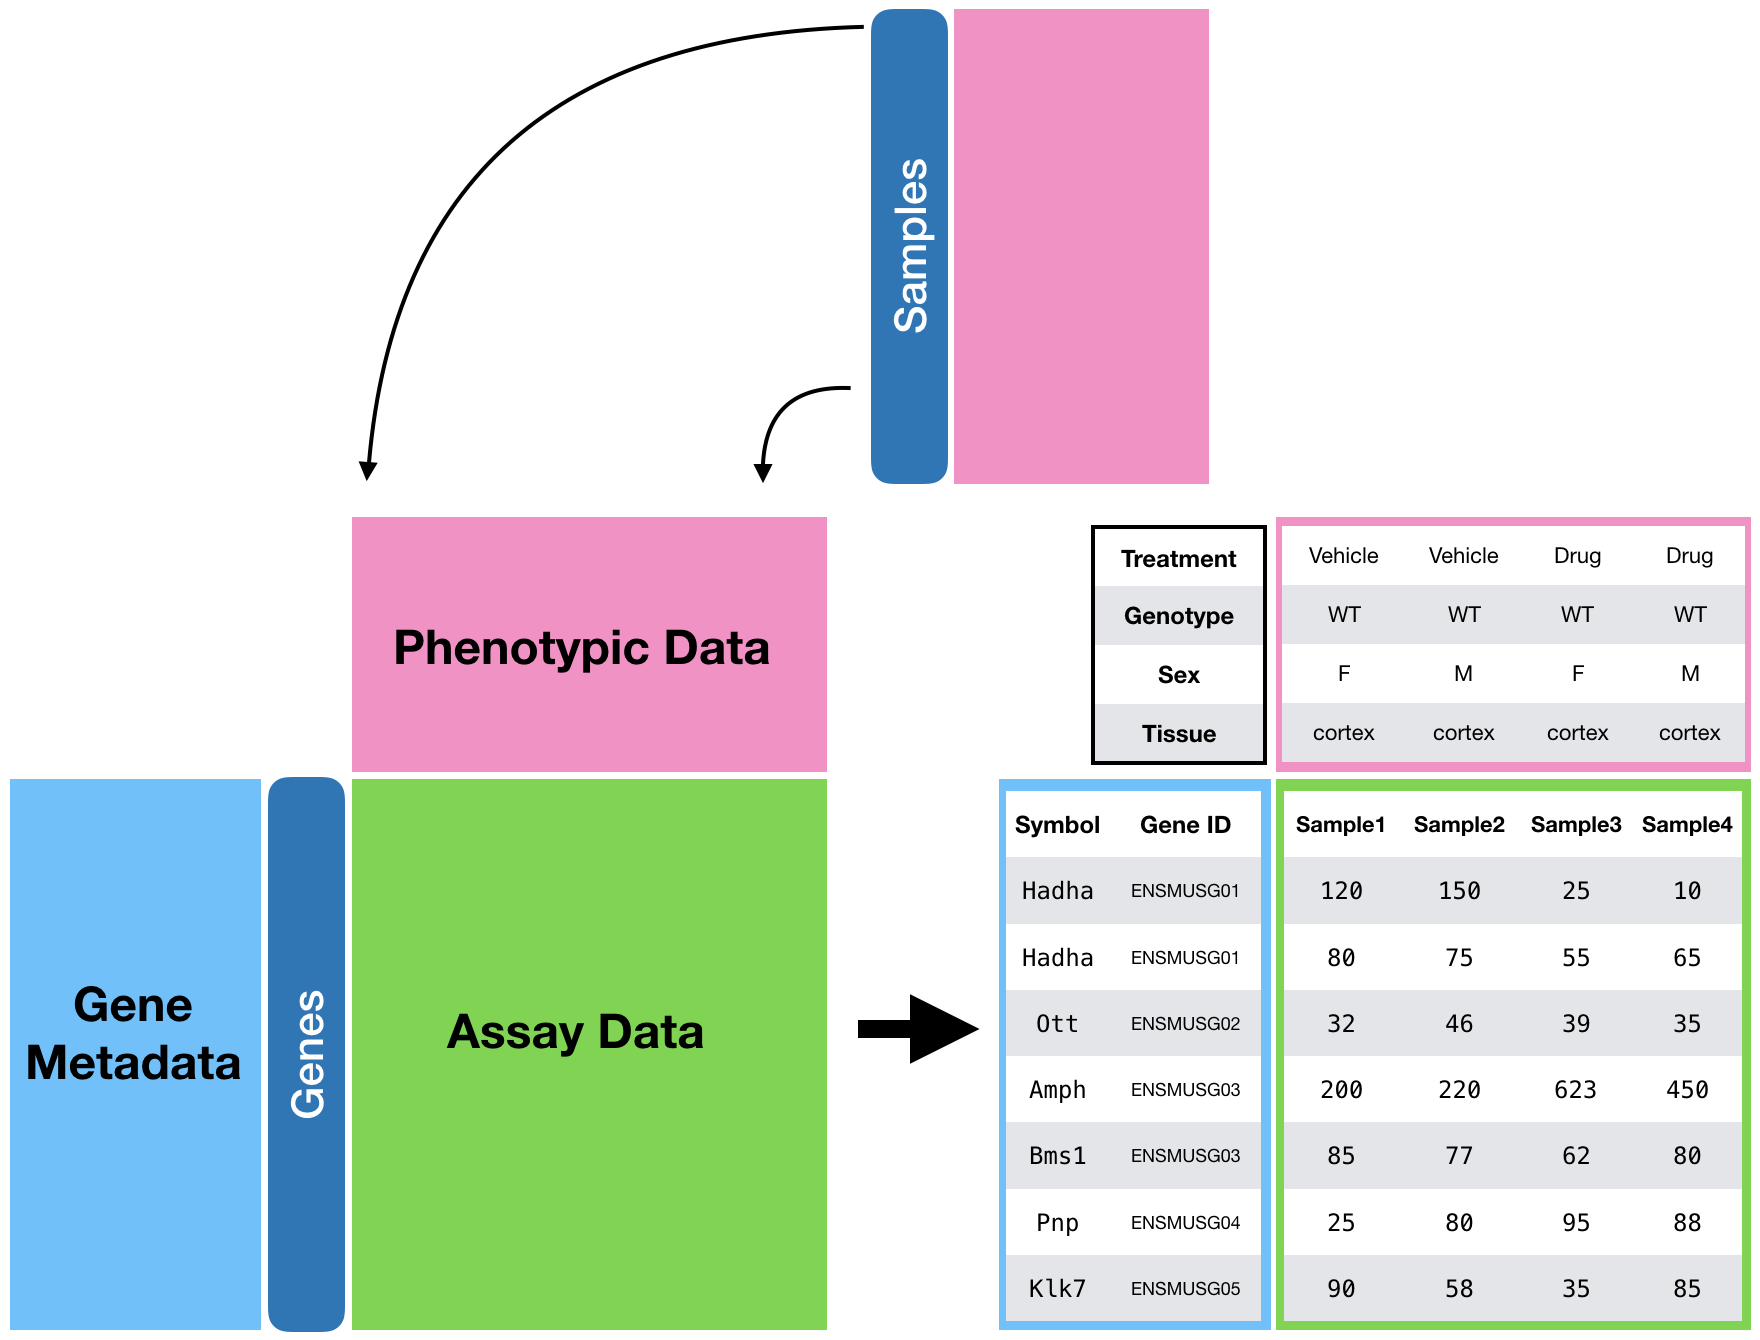 Samples
Phenotypic Data
Treatment Vehicle Vehicle Drug Drug
Genotype WT WT WT WT
Sex F M F M
Tissue cortex cortex cortex cortex
Gene
Metadata
Genes
Assay Data
Symbol Gene ID Sample1 Sample2 Sample3 Sample4
Hadha ENSMUSG01 120 150 25 10
Hadha ENSMUSG01 80 75 55 65
Ott ENSMUSG02 32 46 39 35
Amph ENSMUSG03 200 220 623 450
Bms1 ENSMUSG03 85 77 62 80
Pnp ENSMUSG04 25 80 95 88
Klk7 ENSMUSG05 90 58 35 85